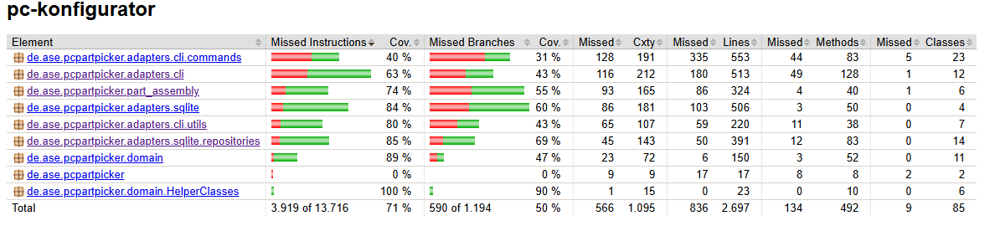 pc-konfigurator
Element Missed Instructions Cov. Missed Branches Cov. Missed Cxty Missed Lines Missed Methods Missed Classes
de.ase.pcpartpicker.adapters.cli.commands 40 % 31 % 128 191 335 553 44 83 5 23
de.ase.pcpartpicker.adapters.cli 63 % 43 % 116 212 180 513 49 128 1 12
de.ase.pcpartpicker.part_assembly 74 % 55 % 93 165 86 324 4 40 1 6
de.ase.pcpartpicker.adapters.sqlite 84 % 60 % 86 181 103 506 3 50 0 4
de.ase.pcpartpicker.adapters.cli.utils 80 % 43 % 65 107 59 220 11 38 0 7
de.ase.pcpartpicker.adapters.sqlite.repositories 85 % 69 % 45 143 50 391 12 83 0 14
de.ase.pcpartpicker.domain 89 % 47 % 23 72 6 150 3 52 0 11
de.ase.pcpartpicker 0 % 0 % 9 9 17 17 8 8 2 2
de.ase.pcpartpicker.domain.HelperClasses 100 % 90 % 1 15 0 23 0 10 0 6
Total 3.919 of 13.716 71 % 590 of 1.194 50 % 566 1.095 836 2.697 134 492 9 85